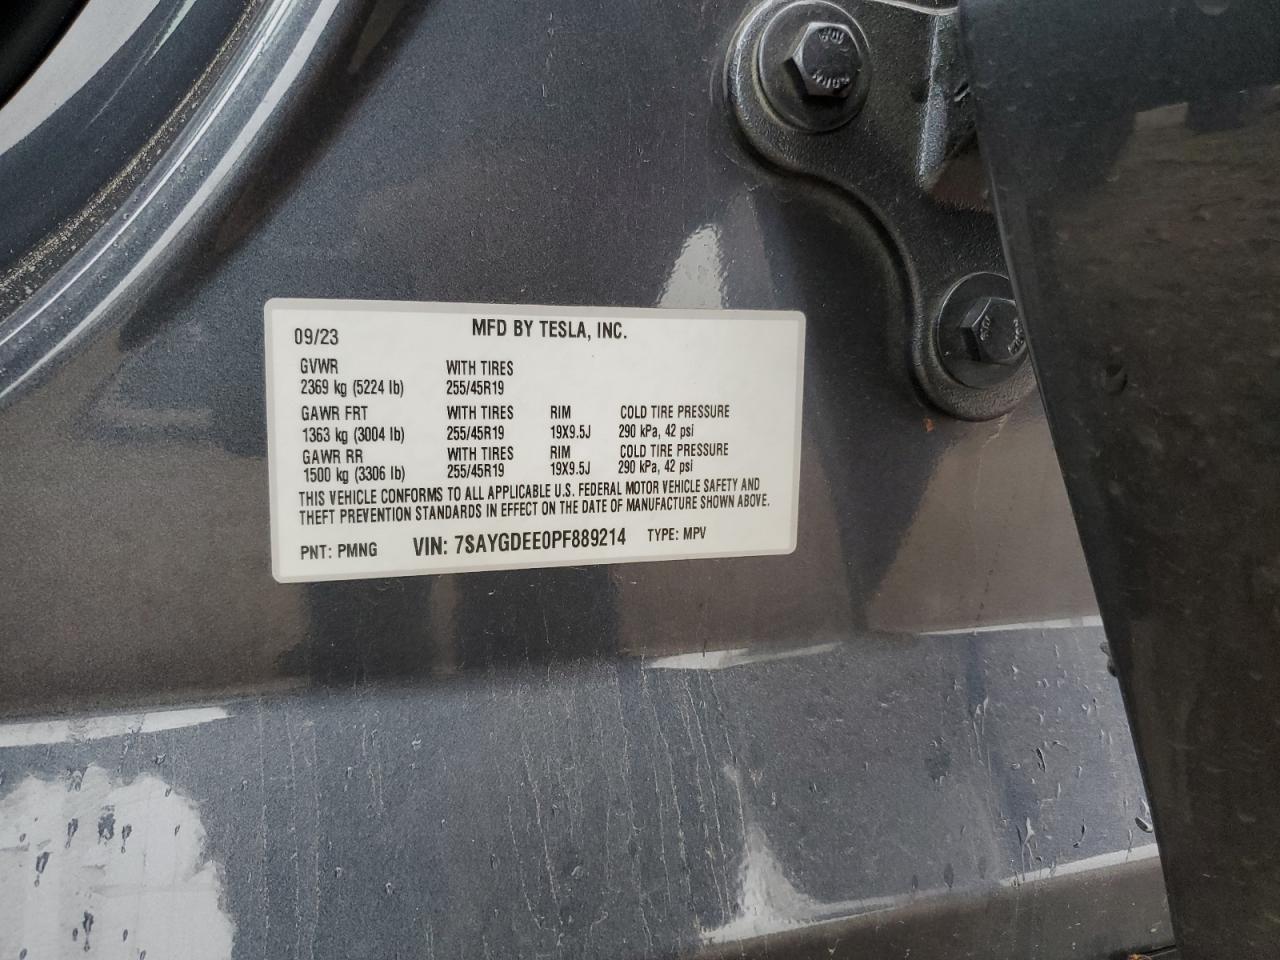 09/23 MFD BY TESLA, INC.
GVWR WITH TIRES
2369 kg (5224 lb) 255/45R19
GAWR FRT WITH TIRES RIM COLD TIRE PRESSURE
1363 kg (3004 lb) 255/45R19 19X9.5J 290 kPa, 42 psi
GAWR RR WITH TIRES RIM COLD TIRE PRESSURE
1500 kg (3306 lb) 255/45R19 19X9.5J 290 kPa, 42 psi
THIS VEHICLE CONFORMS TO ALL APPLICABLE U.S. FEDERAL MOTOR VEHICLE SAFETY AND
THEFT PREVENTION STANDARDS IN EFFECT ON THE DATE OF MANUFACTURE SHOWN ABOVE.
PNT: PMNG VIN: 7SAYGDEE0PF889214 TYPE: MPV